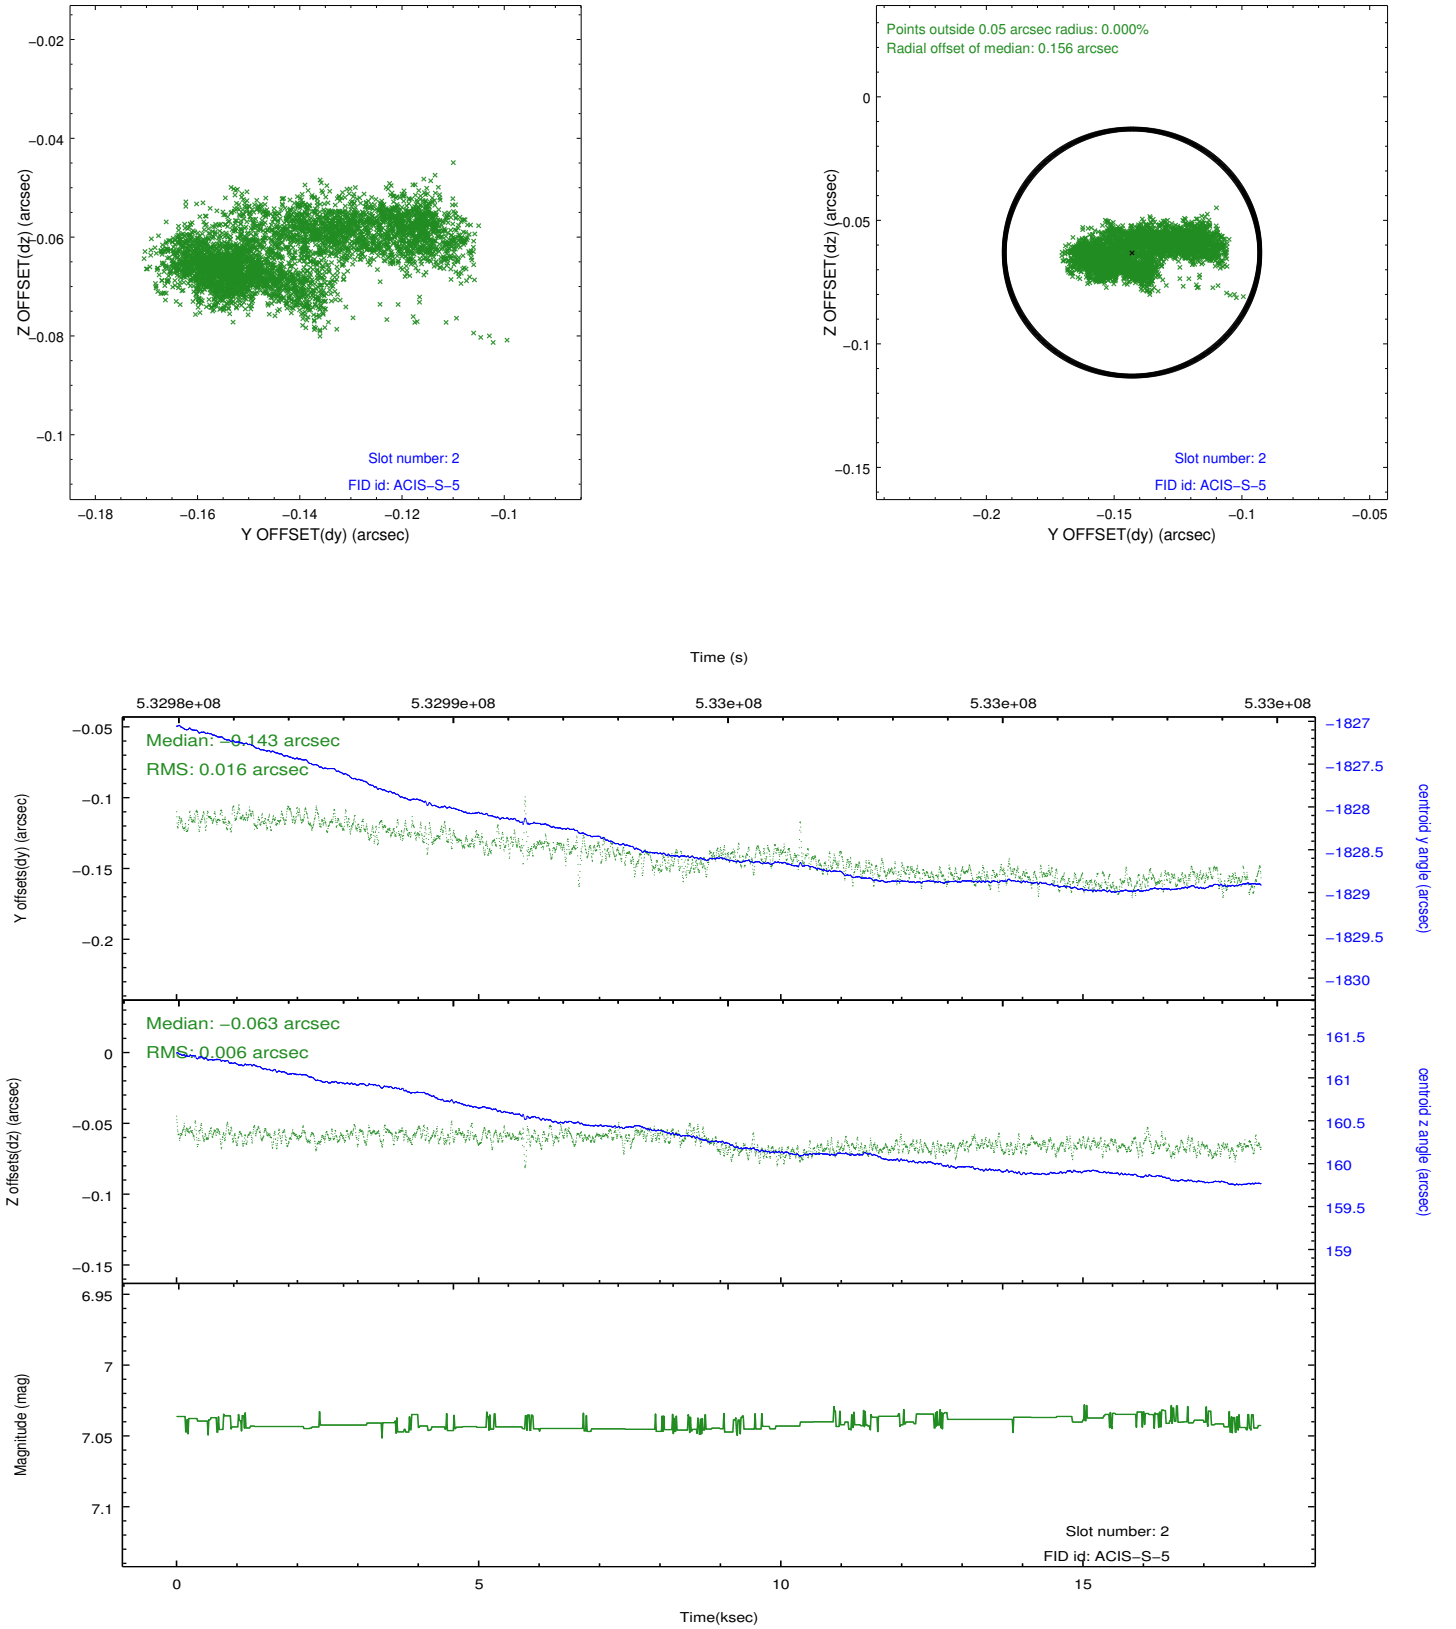 −0.02
−0.04
−0.06
−0.08
−0.1
Z OFFSET(dz) (arcsec)
Slot number: 2
FID id: ACIS−S−5
−0.18 −0.16 −0.14 −0.12 −0.1
Y OFFSET(dy) (arcsec)
Points outside 0.05 arcsec radius: 0.000%
Radial offset of median: 0.156 arcsec
0
−0.05
−0.1
−0.15
Z OFFSET(dz) (arcsec)
Slot number: 2
FID id: ACIS−S−5
−0.2 −0.15 −0.1 −0.05
Y OFFSET(dy) (arcsec)
Time (s)
5.3298e+08 5.3299e+08 5.33e+08 5.33e+08 5.33e+08
Median: −0.143 arcsec
RMS: 0.016 arcsec
−0.05
−0.1
−0.15
−0.2
Y offsets(dy) (arcsec)
−1827
−1827.5
−1828
−1828.5
−1829
−1829.5
−1830
centroid y angle (arcsec)
Median: −0.063 arcsec
RMS: 0.006 arcsec
0
−0.05
−0.1
−0.15
Z offsets(dz) (arcsec)
161.5
161
160.5
160
159.5
159
centroid z angle (arcsec)
6.95
7
7.05
7.1
Magnitude (mag)
Slot number: 2
FID id: ACIS−S−5
0 5 10 15
Time(ksec)